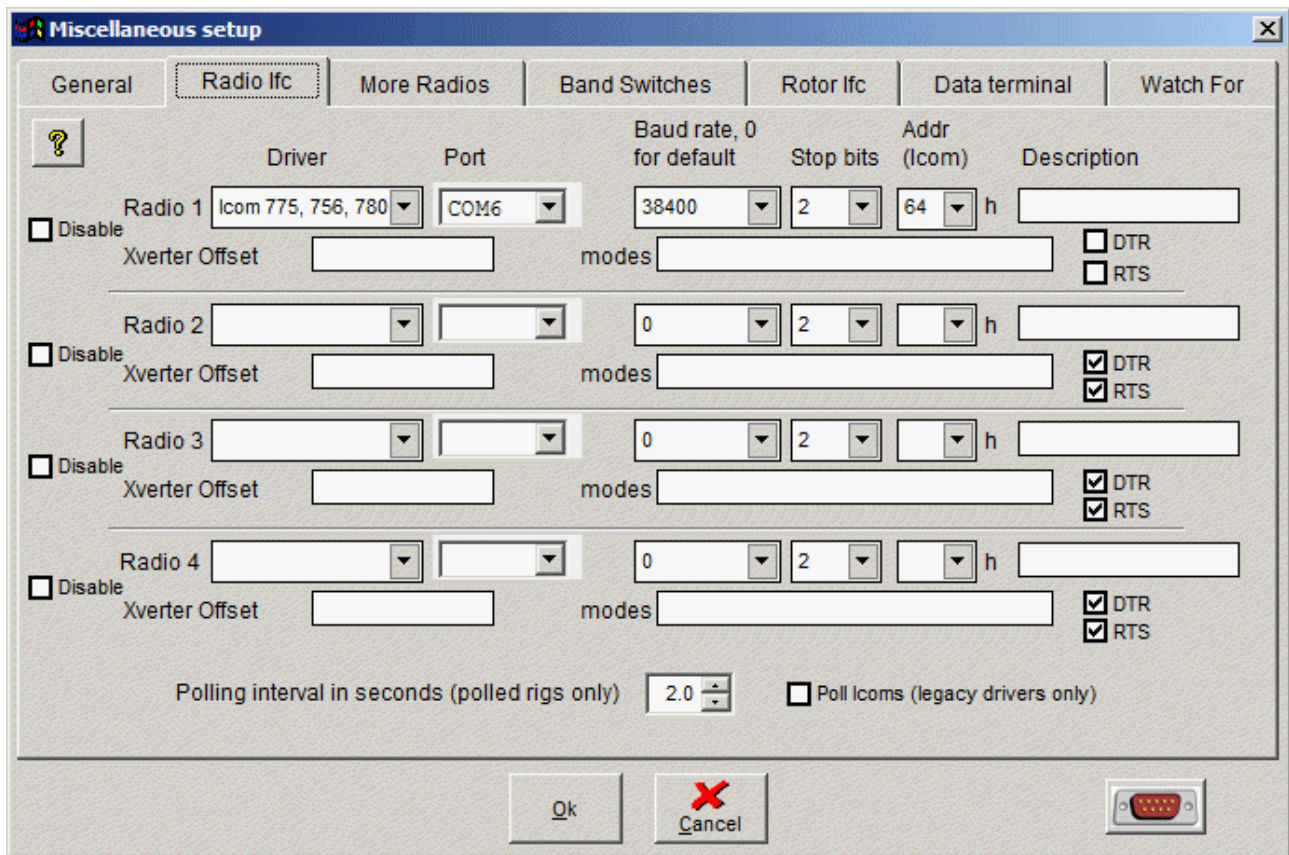 Miscellaneous setup
General Radio Ifc More Radios Band Switches Rotor Ifc Data terminal Watch For
Baud rate, 0 Addr
Driver Port for default Stop bits (Icom) Description
Radio 1 Icom 775, 756, 780 COM6 38400 2 64 h
Disable
Xverter Offset modes DTR
RTS
Radio 2 0 2 h
Disable
Xverter Offset modes DTR
RTS
Radio 3 0 2 h
Disable
Xverter Offset modes DTR
RTS
Radio 4 0 2 h
Disable
Xverter Offset modes DTR
RTS
Polling interval in seconds (polled rigs only) 2.0 Poll Icoms (legacy drivers only)
Ok Cancel